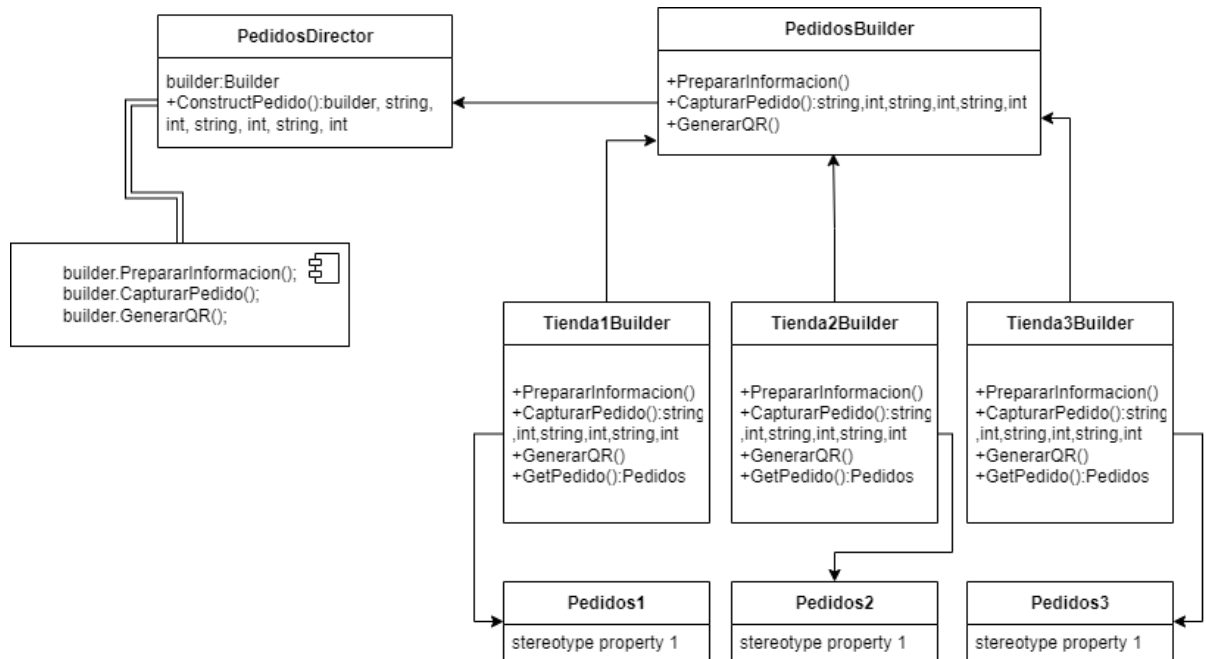 PedidosDirector
builder:Builder
+ConstructPedido():builder, string,
int, string, int, string, int
PedidosBuilder
+PrepararInformacion()
+CapturarPedido():string,int,string,int,string,int
+GenerarQR()
builder.PrepararInformacion();
builder.CapturarPedido();
builder.GenerarQR();
Tienda1Builder
+PrepararInformacion()
+CapturarPedido():string
,int,string,int,string,int
+GenerarQR()
+GetPedido():Pedidos
Tienda2Builder
+PrepararInformacion()
+CapturarPedido():string
,int,string,int,string,int
+GenerarQR()
+GetPedido():Pedidos
Tienda3Builder
+PrepararInformacion()
+CapturarPedido():string
,int,string,int,string,int
+GenerarQR()
+GetPedido():Pedidos
Pedidos1
stereotype property 1
Pedidos2
stereotype property 1
Pedidos3
stereotype property 1